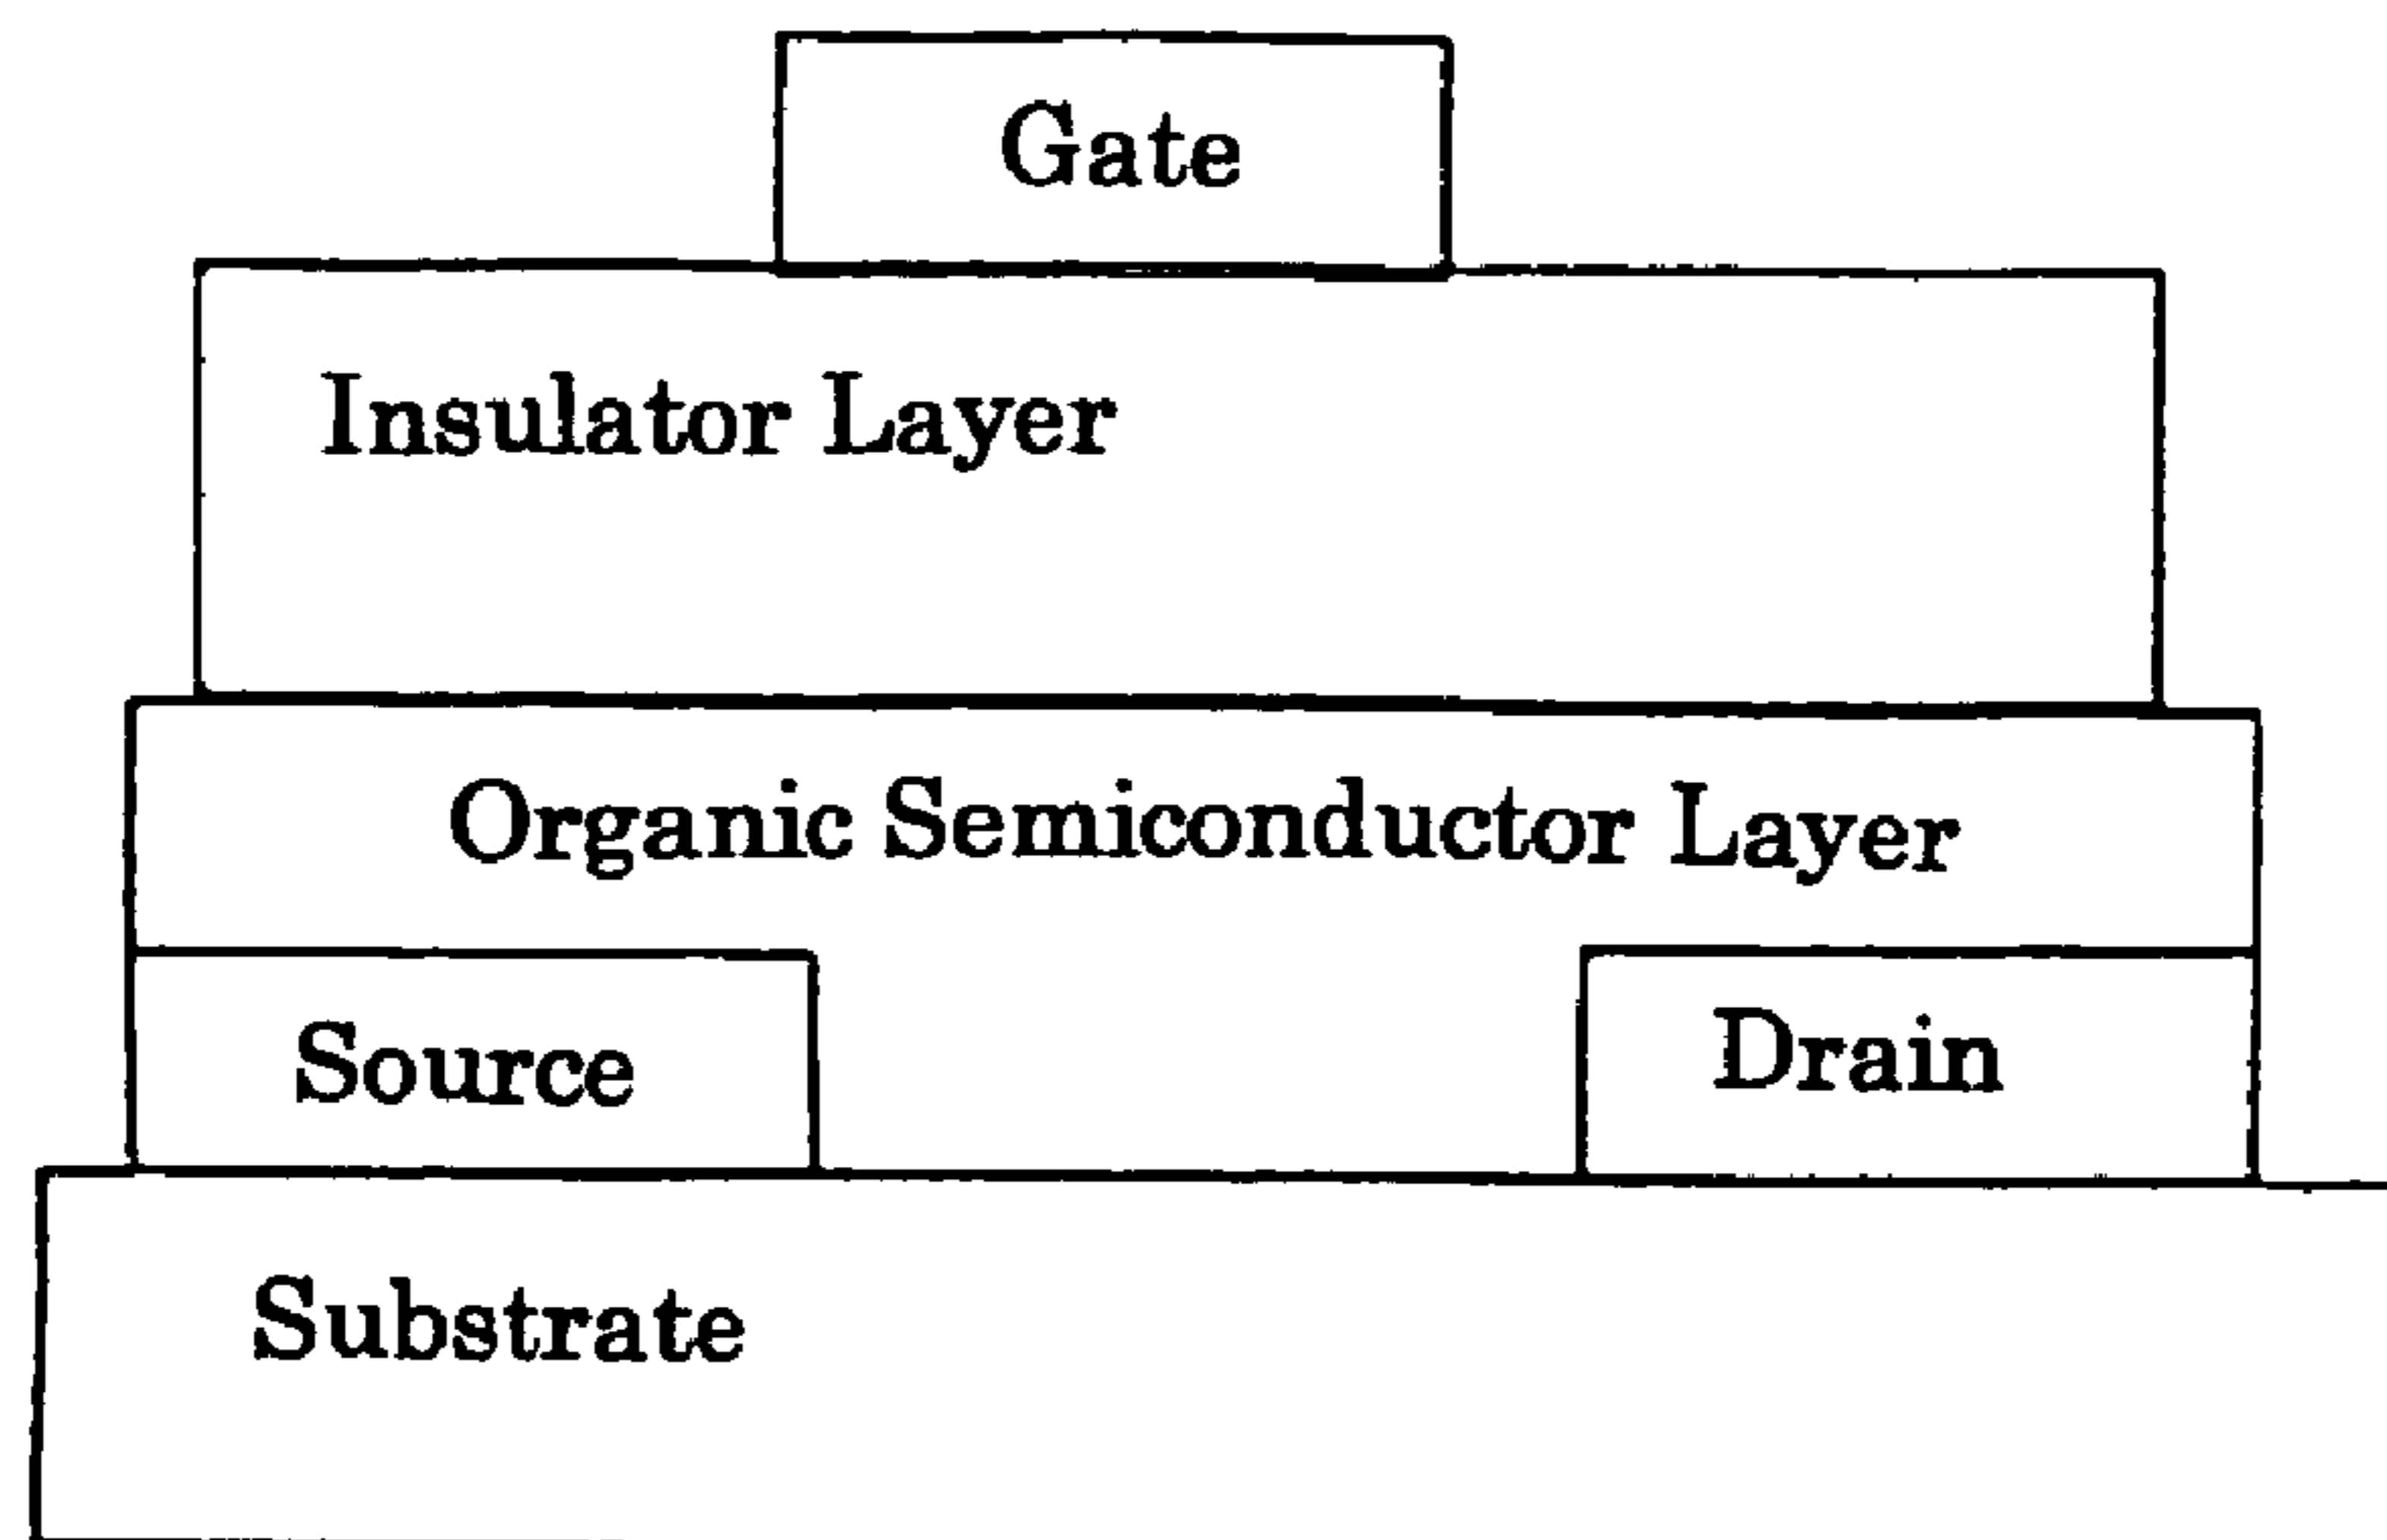 Gate
Insulator Layer
Organic Semiconductor Layer
Source
Drain
Substrate